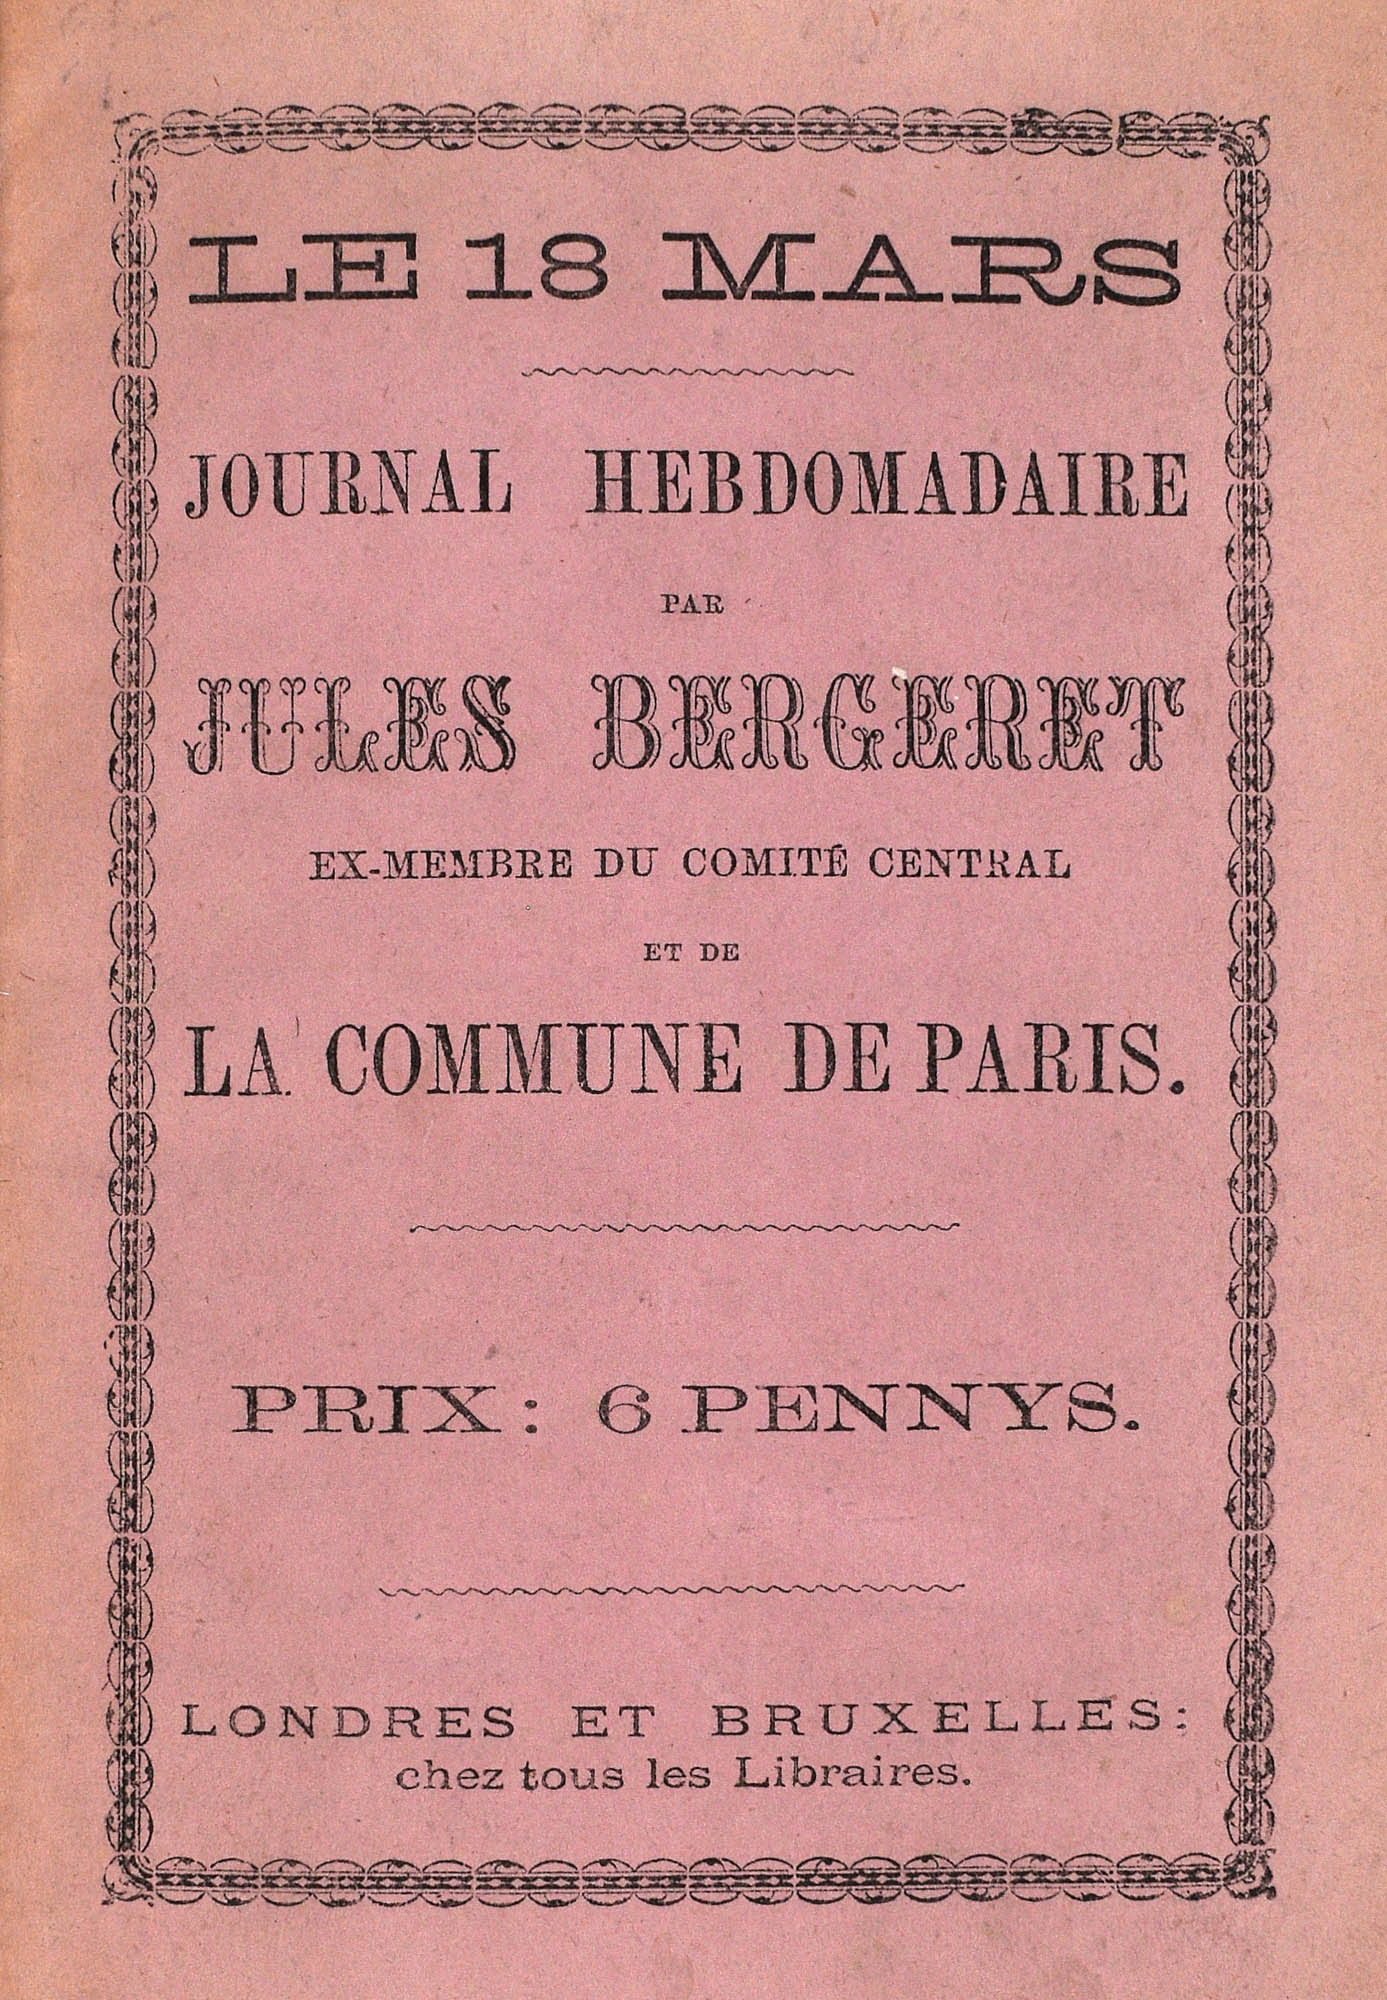 LE 18 MARS
JOURNAL HEBDOMADAIRE
PAR
JULES BERGERET
EX-MEMBRE DU COMITÉ CENTRAL
ET DE
LA COMMUNE DE PARIS.
PRIX : 6 PENNYS.
LONDRES ET BRUXELLES :
chez tous les Libraires.